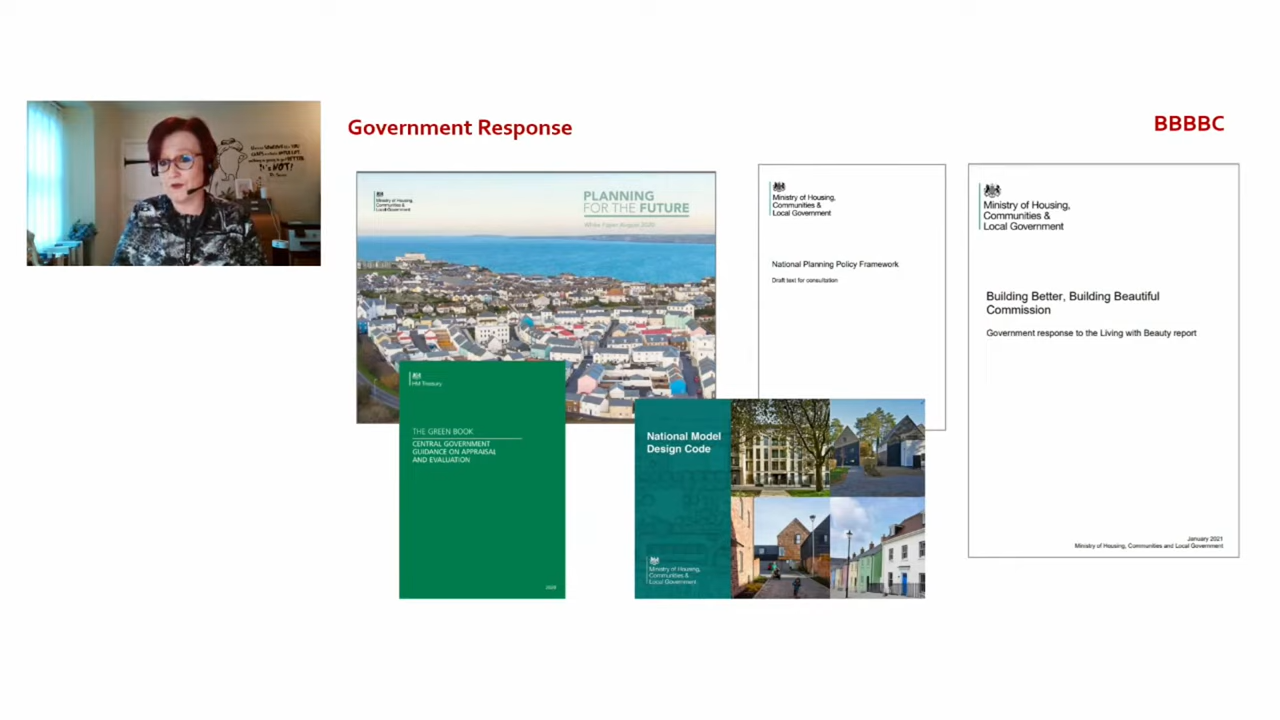 Government Response
BBBBC
Ministry of Housing,
Communities &
Local Government
PLANNING
FOR THE FUTURE
White Paper August 2020
Ministry of Housing,
Communities &
Local Government
National Planning Policy Framework
Draft text for consultation
Ministry of Housing,
Communities &
Local Government
Building Better, Building Beautiful
Commission
Government response to the Living with Beauty report
January 2021
Ministry of Housing, Communities and Local Government
HM Treasury
THE GREEN BOOK
CENTRAL GOVERNMENT
GUIDANCE ON APPRAISAL
AND EVALUATION
National Model
Design Code
Ministry of Housing,
Communities &
Local Government
IT'S NOT!